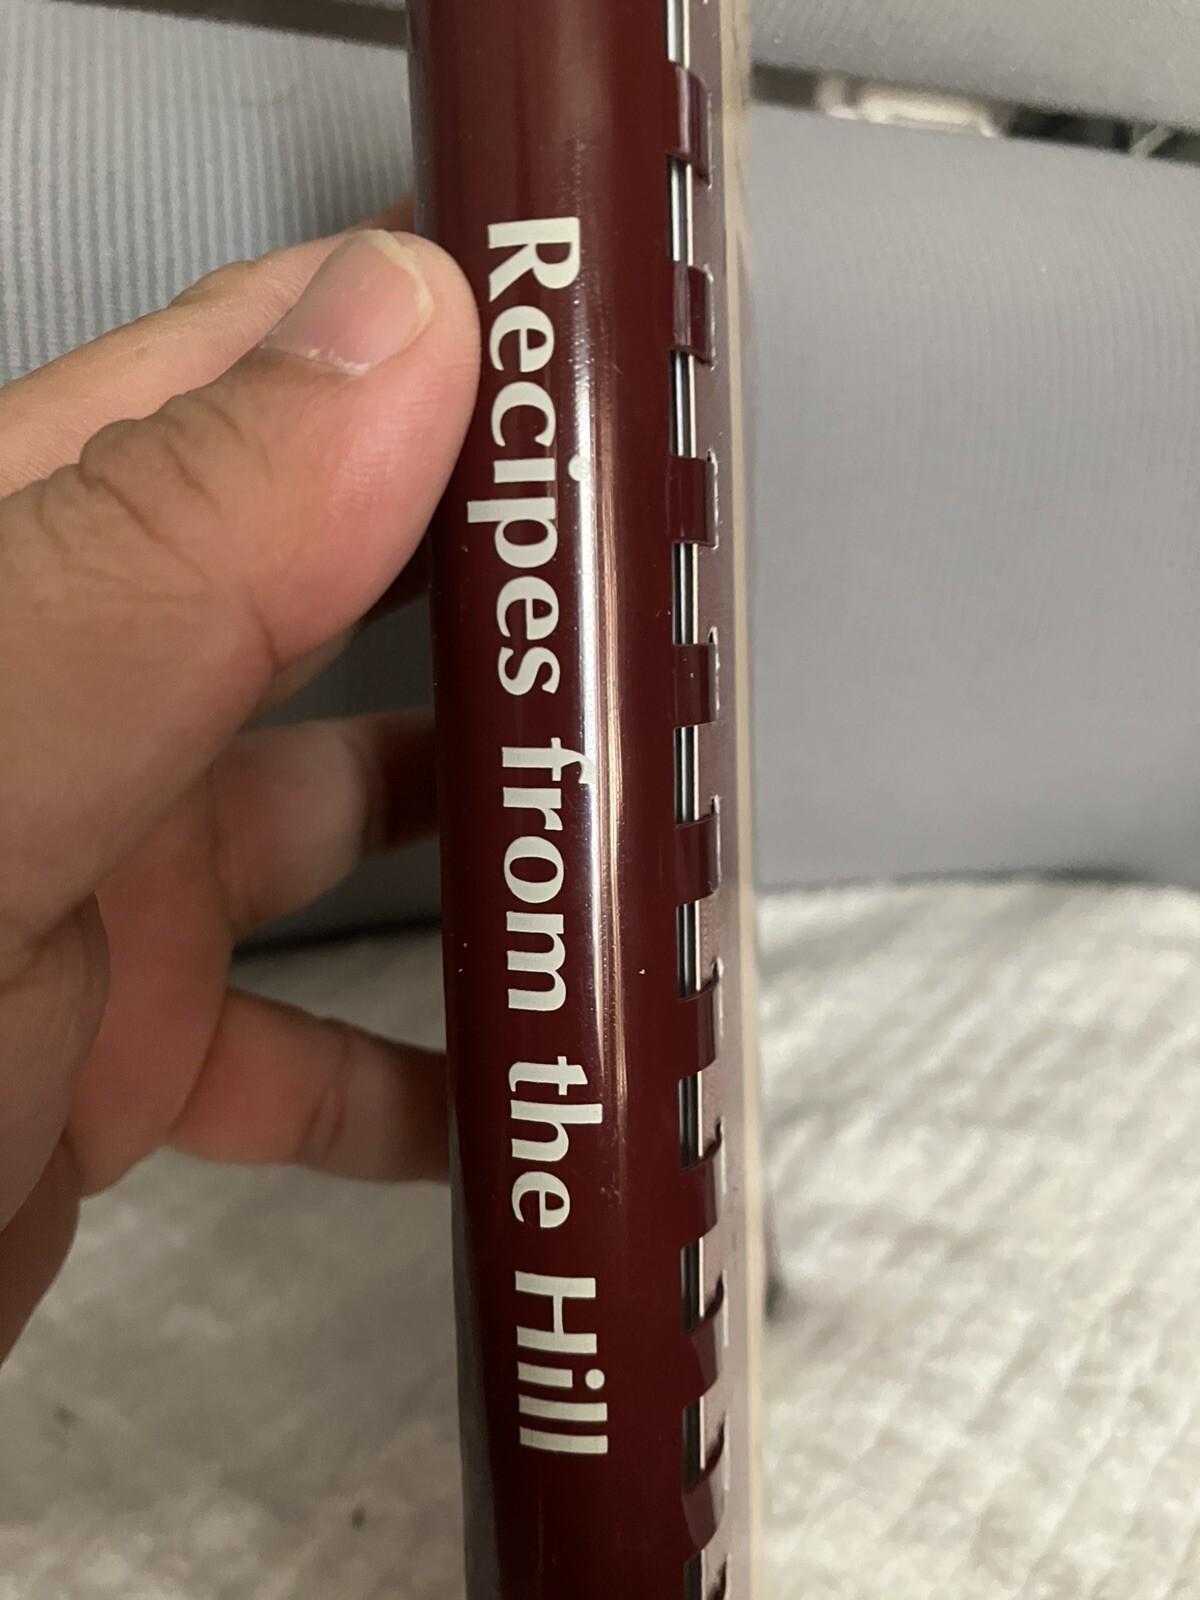 Recipes from the Hill